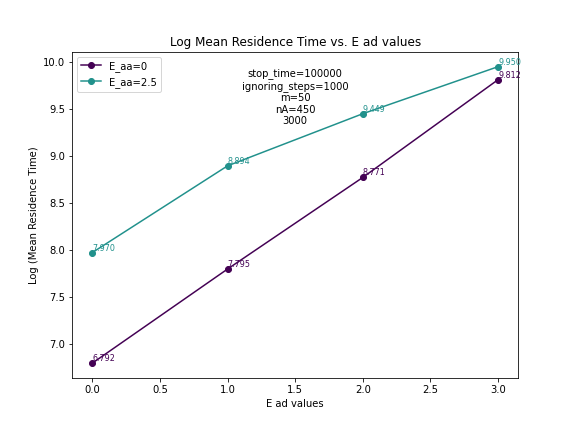 Log Mean Residence Time vs. E ad values
E_aa=0
E_aa=2.5
stop_time=100000
ignoring_steps=1000
m=50
nA=450
3000
Log (Mean Residence Time)
10.0
9.5
9.0
8.5
8.0
7.5
7.0
9.950
9.812
9.449
8.894
8.771
7.970
7.795
6.792
0.0 0.5 1.0 1.5 2.0 2.5 3.0
E ad values